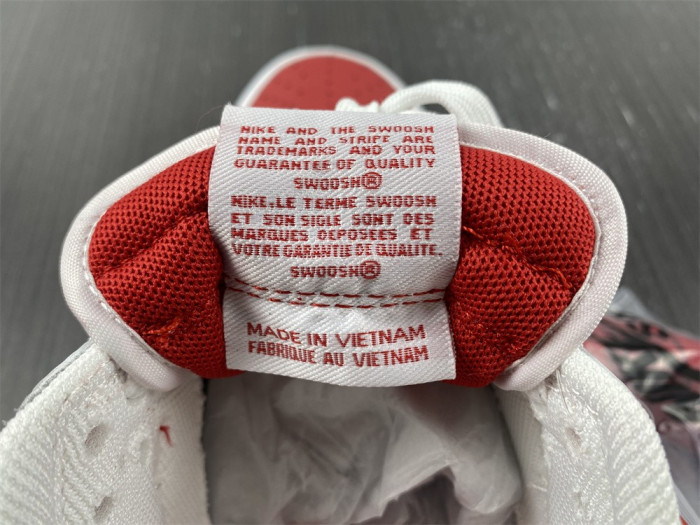 NIKE AND THE SWOOSH
NAME AND STRIPE ARE
TRADEMARKS AND YOUR
GUARANTEE OF QUALITY
SWOOSH®
NIKE.LE TERME SWOOSH
ET SON SIGLE SONT DES
MARQUES DEPOSEES ET
VOTRE GARANTIE DE QUALITE.
SWOOSH®
MADE IN VIETNAM
FABRIQUE AU VIETNAM